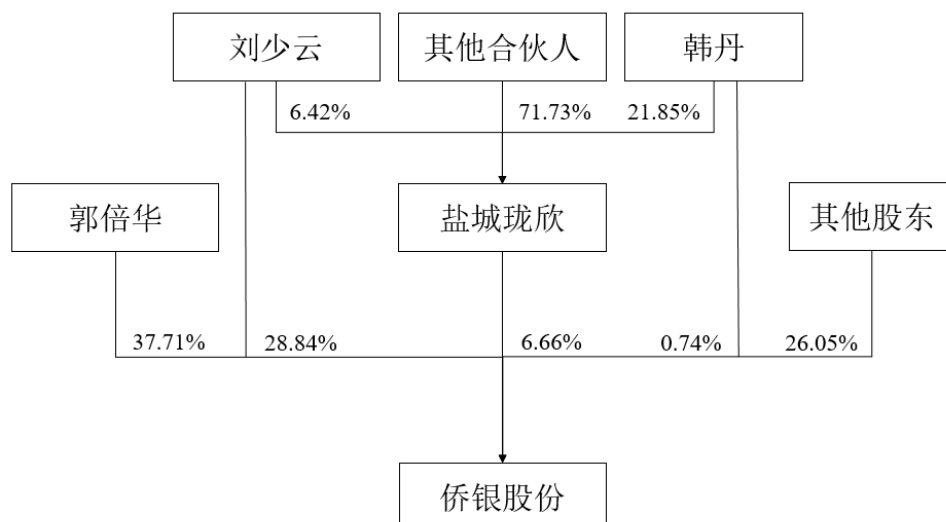 刘少云
其他合伙人
韩丹
6.42%
71.73%
21.85%
郭倍华
盐城珑欣
其他股东
37.71%
28.84%
6.66%
0.74%
26.05%
侨银股份